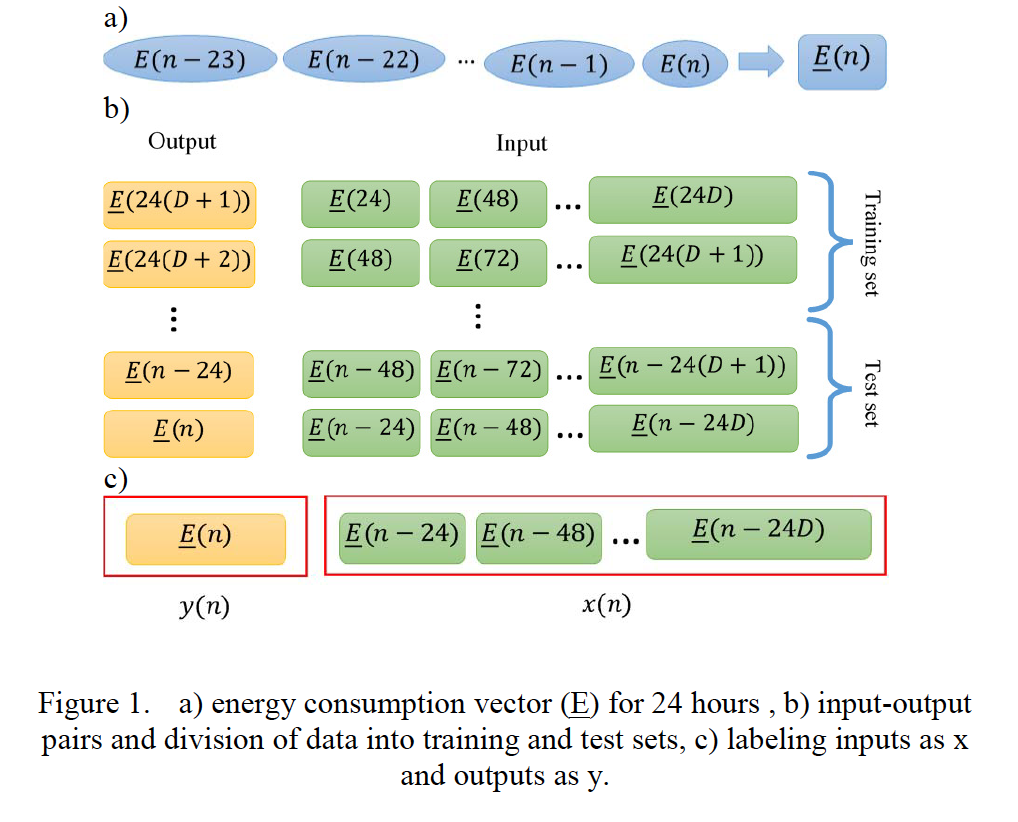 a)
E(n − 23) E(n − 22) ... E(n − 1) E(n) E(n)
b)
Output Input
E(24(D + 1)) E(24) E(48) ... E(24D)
E(24(D + 2)) E(48) E(72) ... E(24(D + 1))
Training set
⋮ ⋮
E(n − 24) E(n − 48) E(n − 72) ... E(n − 24(D + 1))
E(n) E(n − 24) E(n − 48) ... E(n − 24D)
Test set
c)
E(n) E(n − 24) E(n − 48) ... E(n − 24D)
y(n) x(n)
Figure 1. a) energy consumption vector (E) for 24 hours , b) input-output
pairs and division of data into training and test sets, c) labeling inputs as x
and outputs as y.